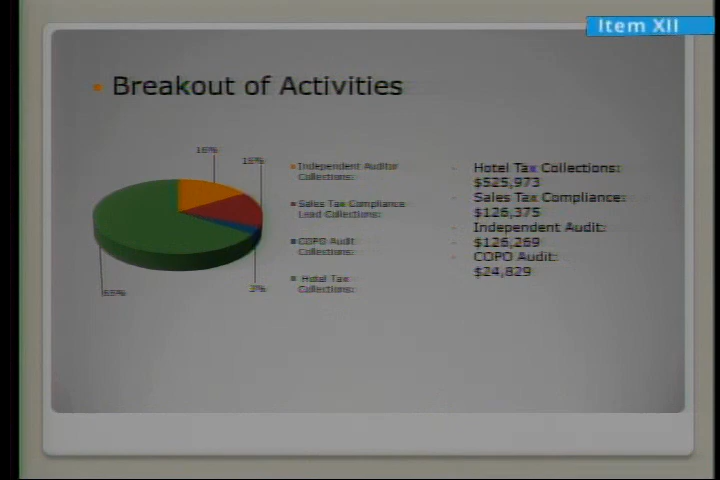 Item XII
Breakout of Activities
16%
16%
3%
65%
Independent Auditor
Collections:
Sales Tax Compliance
Lead Collections:
COPO Audit
Collections:
Hotel Tax
Collections:
Hotel Tax Collections:
$525,973
Sales Tax Compliance:
$126,375
Independent Audit:
$126,269
COPO Audit:
$24,829